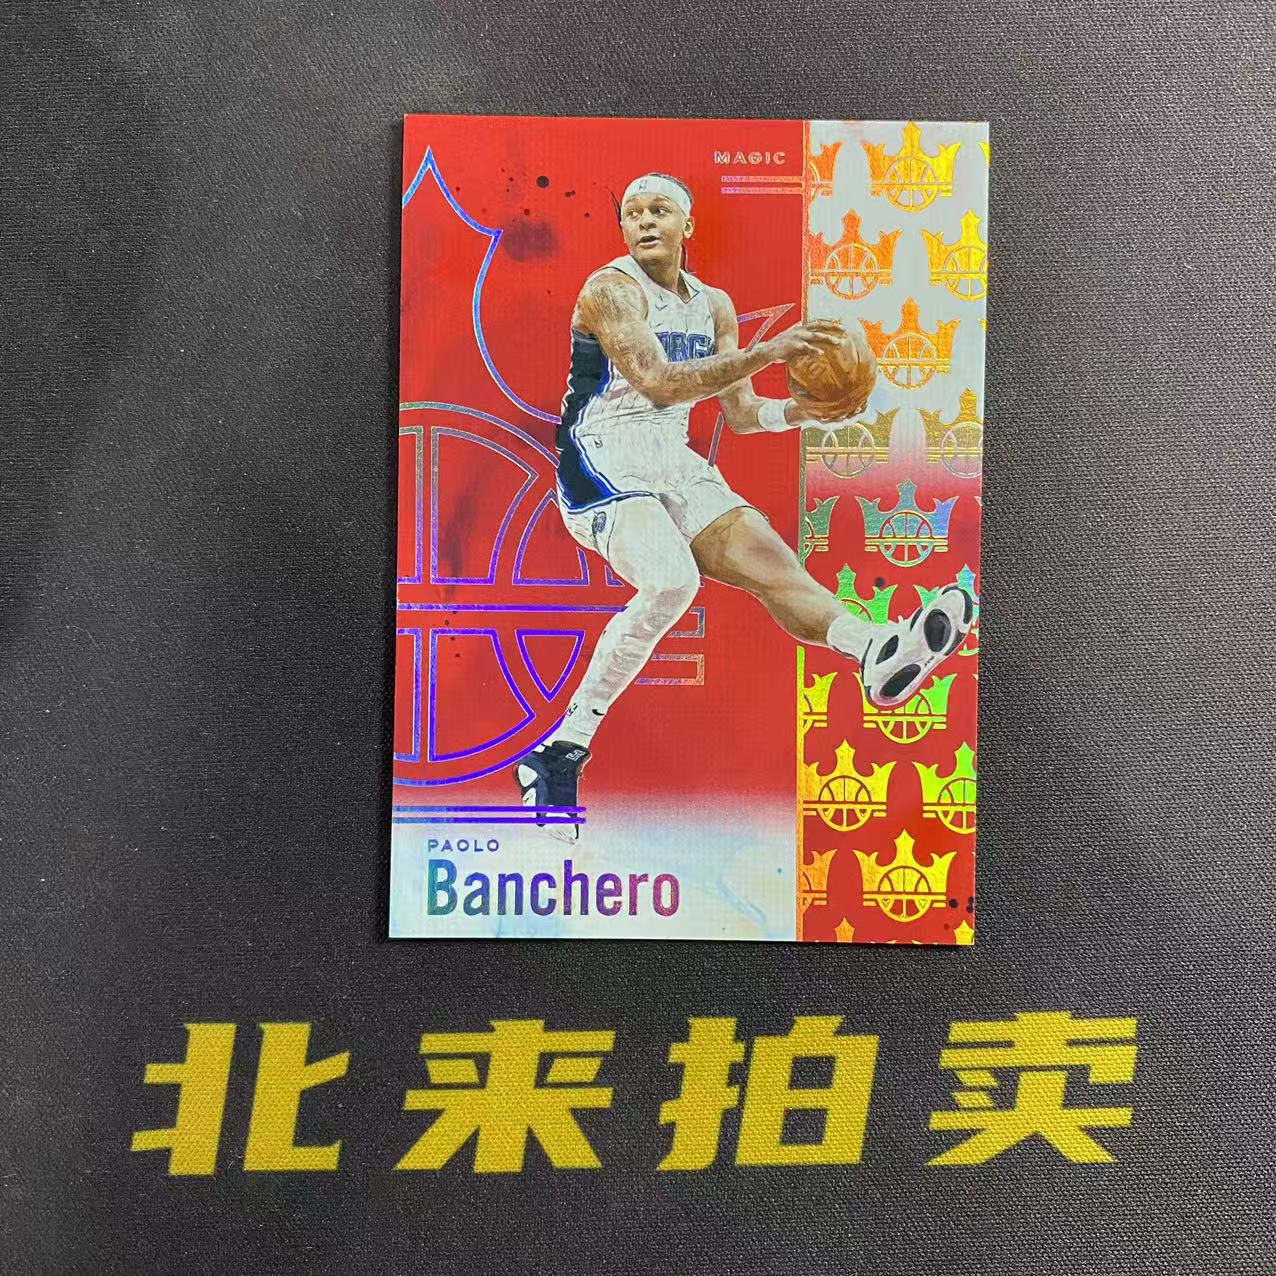 MAGIC
PAOLO
Banchero
北来拍卖